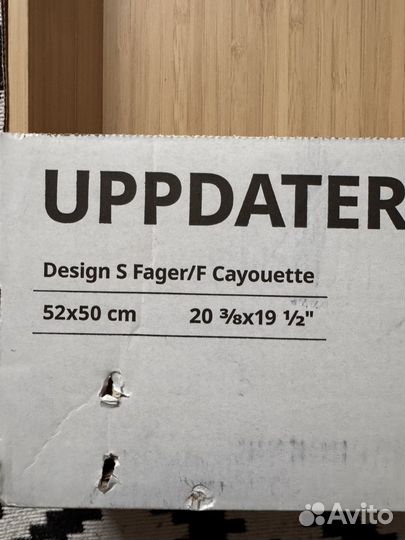 UPPDATER
Design S Fager/F Cayouette
52x50 cm 20 ⅜x19 ½"
Avito